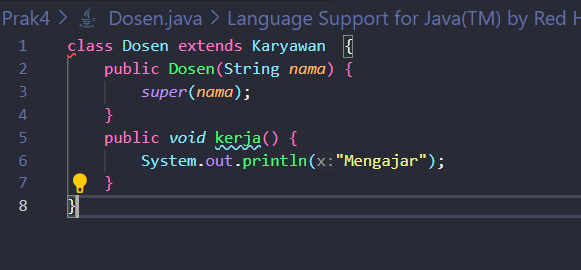 Prak4 > Dosen.java > Language Support for Java(TM) by Red H
1 class Dosen extends Karyawan  {
2     public Dosen(String nama) {
3         super(nama);
4     }
5     public void kerja() {
6         System.out.println(x:"Mengajar");
7     }
8 }